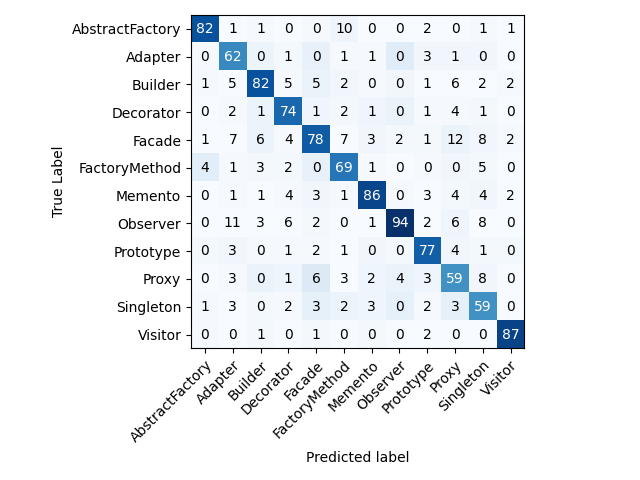 AbstractFactory 82 1 1 0 0 10 0 0 2 0 1 1
Adapter 0 62 0 1 0 1 1 0 3 1 0 0
Builder 1 5 82 5 5 2 0 0 1 6 2 2
Decorator 0 2 1 74 1 2 1 0 1 4 1 0
Facade 1 7 6 4 78 7 3 2 1 12 8 2
FactoryMethod 4 1 3 2 0 69 1 0 0 0 5 0
Memento 0 1 1 4 3 1 86 0 3 4 4 2
Observer 0 11 3 6 2 0 1 94 2 6 8 0
Prototype 0 3 0 1 2 1 0 0 77 4 1 0
Proxy 0 3 0 1 6 3 2 4 3 59 8 0
Singleton 1 3 0 2 3 2 3 0 2 3 59 0
Visitor 0 0 1 0 1 0 0 0 2 0 0 87
True Label
AbstractFactory
Adapter
Builder
Decorator
Facade
FactoryMethod
Memento
Observer
Prototype
Proxy
Singleton
Visitor
Predicted label